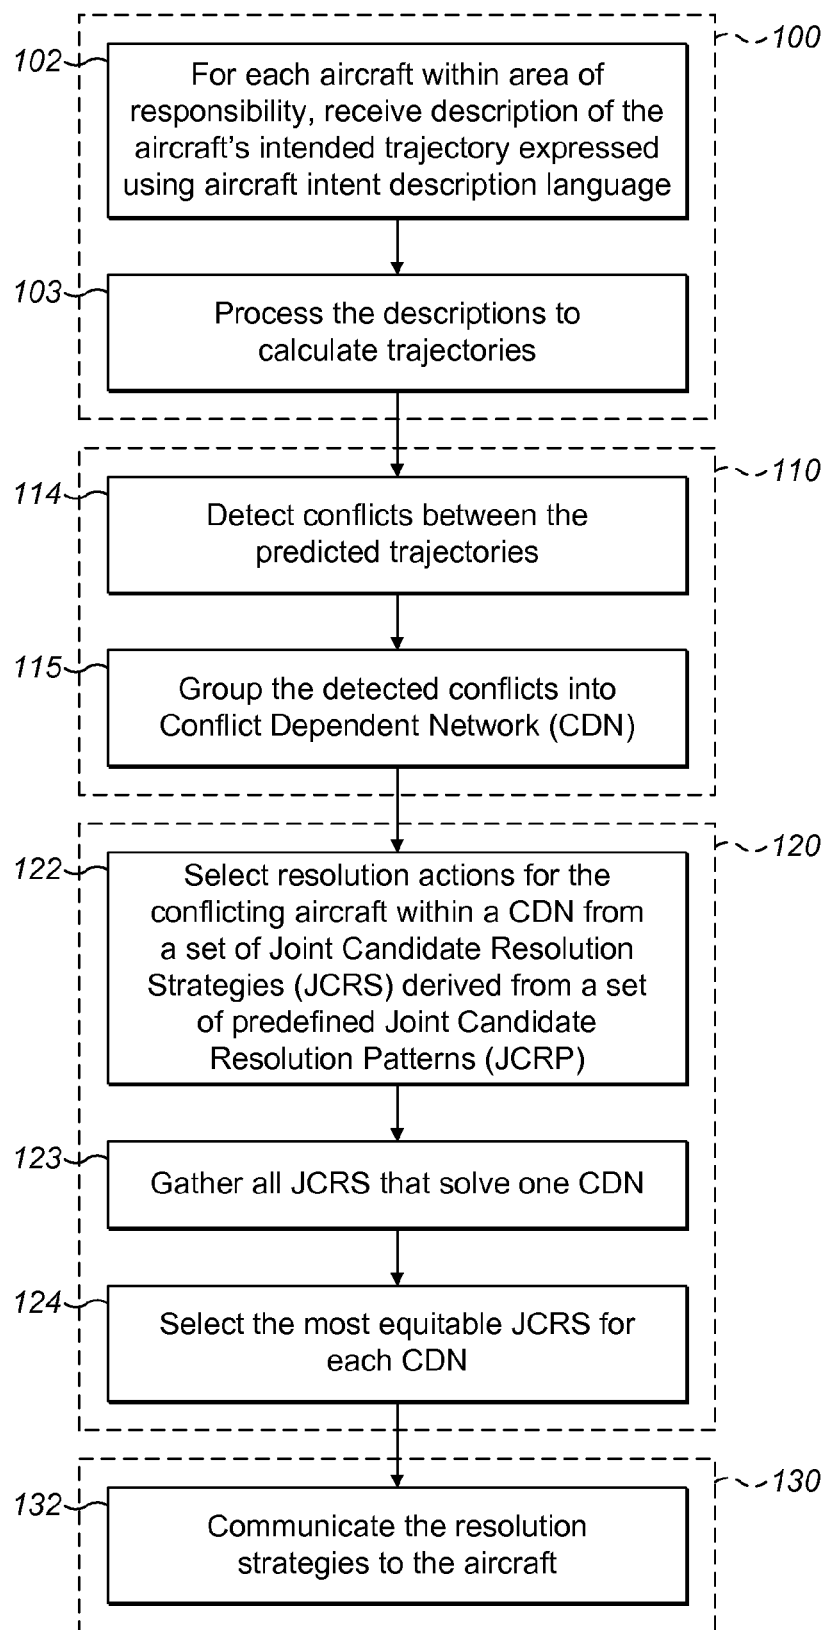 100
102
For each aircraft within area of
responsibility, receive description of the
aircraft's intended trajectory expressed
using aircraft intent description language
103
Process the descriptions to
calculate trajectories
110
114
Detect conflicts between the
predicted trajectories
115
Group the detected conflicts into
Conflict Dependent Network (CDN)
120
122
Select resolution actions for the
conflicting aircraft within a CDN from
a set of Joint Candidate Resolution
Strategies (JCRS) derived from a set
of predefined Joint Candidate
Resolution Patterns (JCRP)
123
Gather all JCRS that solve one CDN
124
Select the most equitable JCRS for
each CDN
130
132
Communicate the resolution
strategies to the aircraft